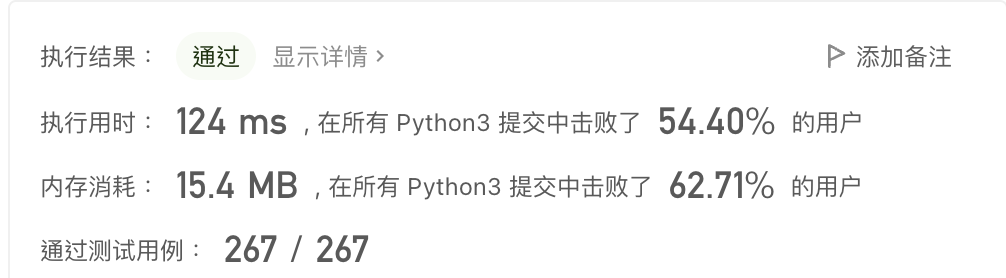 执行结果： 通过 显示详情 > 添加备注
执行用时： 124 ms , 在所有 Python3 提交中击败了 54.40% 的用户
内存消耗： 15.4 MB , 在所有 Python3 提交中击败了 62.71% 的用户
通过测试用例： 267 / 267